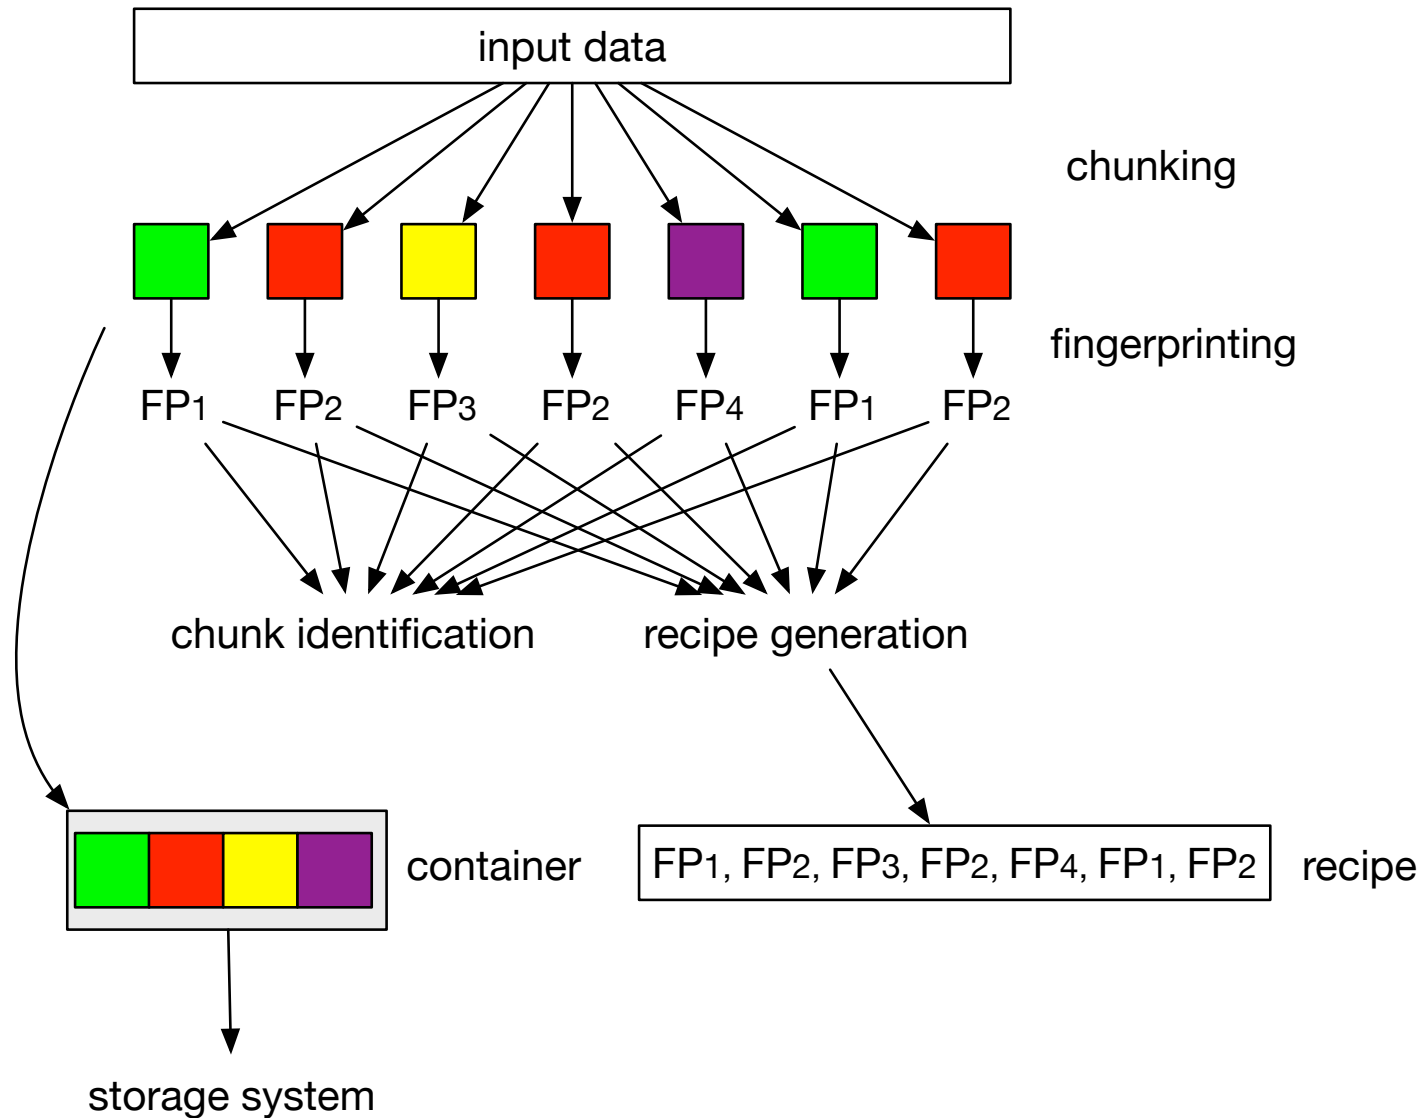 input data
chunking
fingerprinting
FP1 FP2 FP3 FP2 FP4 FP1 FP2
chunk identification
recipe generation
container
FP1, FP2, FP3, FP2, FP4, FP1, FP2
recipe
storage system